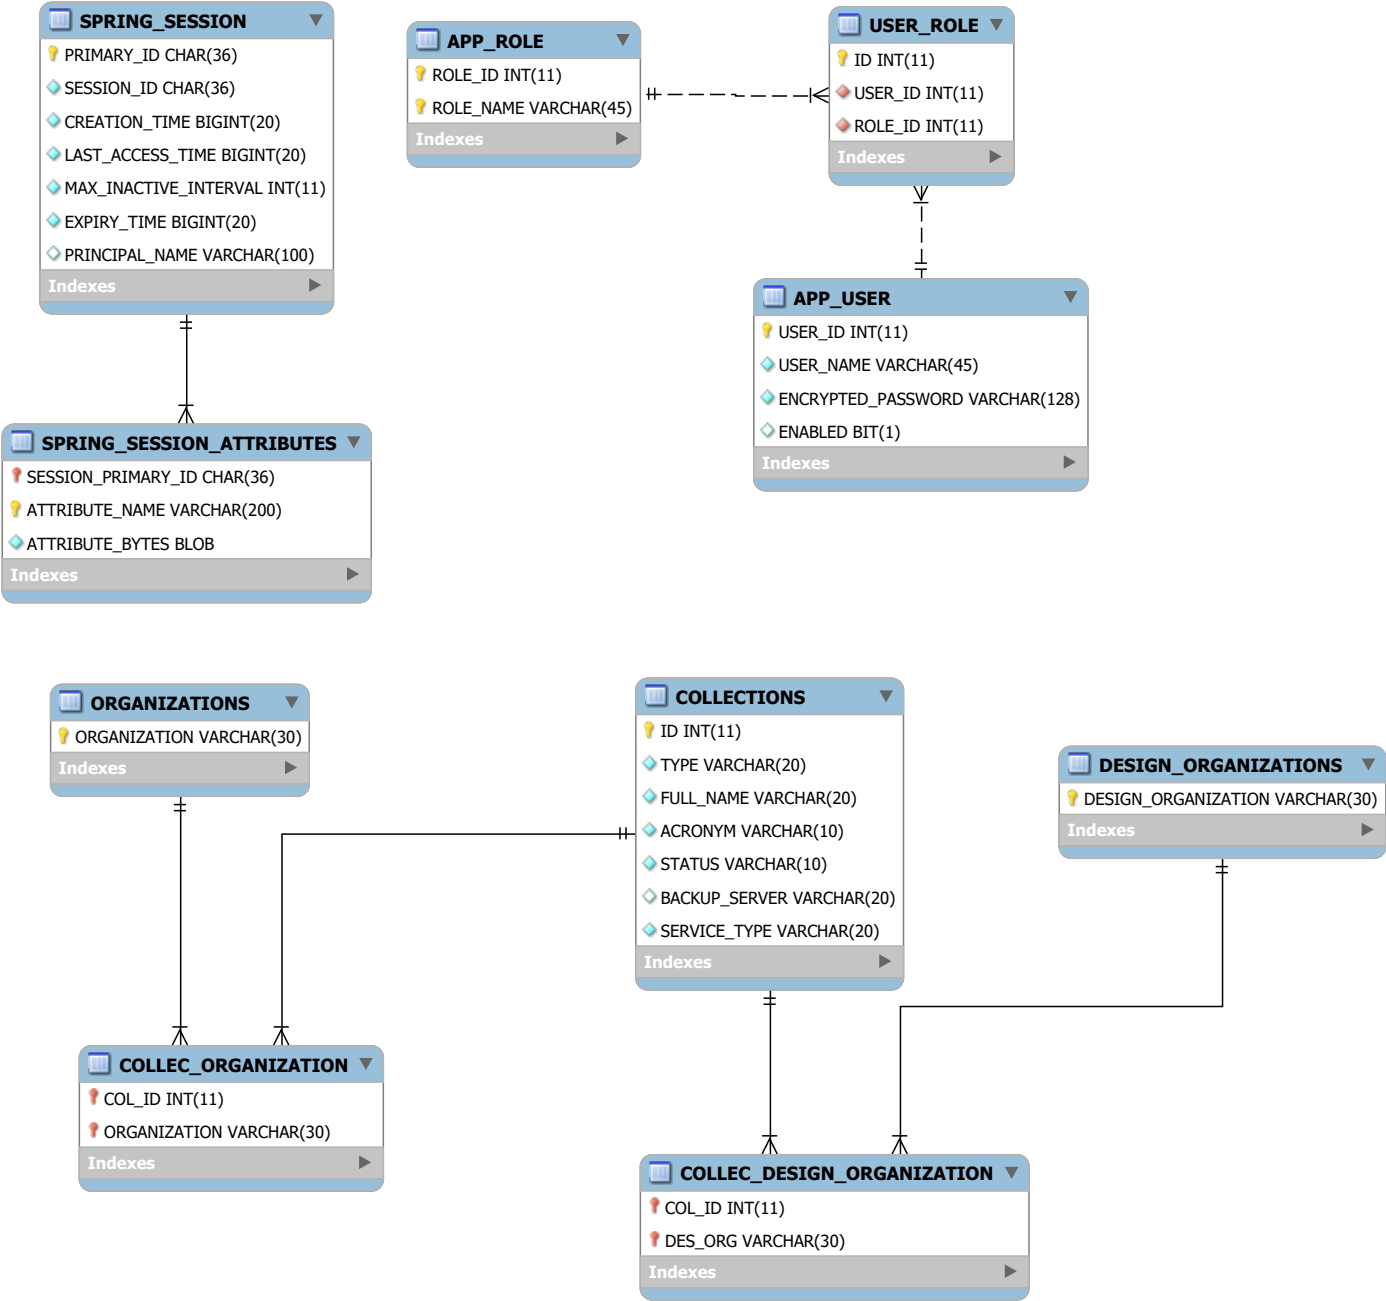 SPRING_SESSION
PRIMARY_ID CHAR(36)
SESSION_ID CHAR(36)
CREATION_TIME BIGINT(20)
LAST_ACCESS_TIME BIGINT(20)
MAX_INACTIVE_INTERVAL INT(11)
EXPIRY_TIME BIGINT(20)
PRINCIPAL_NAME VARCHAR(100)
Indexes
APP_ROLE
ROLE_ID INT(11)
ROLE_NAME VARCHAR(45)
Indexes
USER_ROLE
ID INT(11)
USER_ID INT(11)
ROLE_ID INT(11)
Indexes
APP_USER
USER_ID INT(11)
USER_NAME VARCHAR(45)
ENCRYPTED_PASSWORD VARCHAR(128)
ENABLED BIT(1)
Indexes
SPRING_SESSION_ATTRIBUTES
SESSION_PRIMARY_ID CHAR(36)
ATTRIBUTE_NAME VARCHAR(200)
ATTRIBUTE_BYTES BLOB
Indexes
ORGANIZATIONS
ORGANIZATION VARCHAR(30)
Indexes
COLLECTIONS
ID INT(11)
TYPE VARCHAR(20)
FULL_NAME VARCHAR(20)
ACRONYM VARCHAR(10)
STATUS VARCHAR(10)
BACKUP_SERVER VARCHAR(20)
SERVICE_TYPE VARCHAR(20)
Indexes
DESIGN_ORGANIZATIONS
DESIGN_ORGANIZATION VARCHAR(30)
Indexes
COLLEC_ORGANIZATION
COL_ID INT(11)
ORGANIZATION VARCHAR(30)
Indexes
COLLEC_DESIGN_ORGANIZATION
COL_ID INT(11)
DES_ORG VARCHAR(30)
Indexes